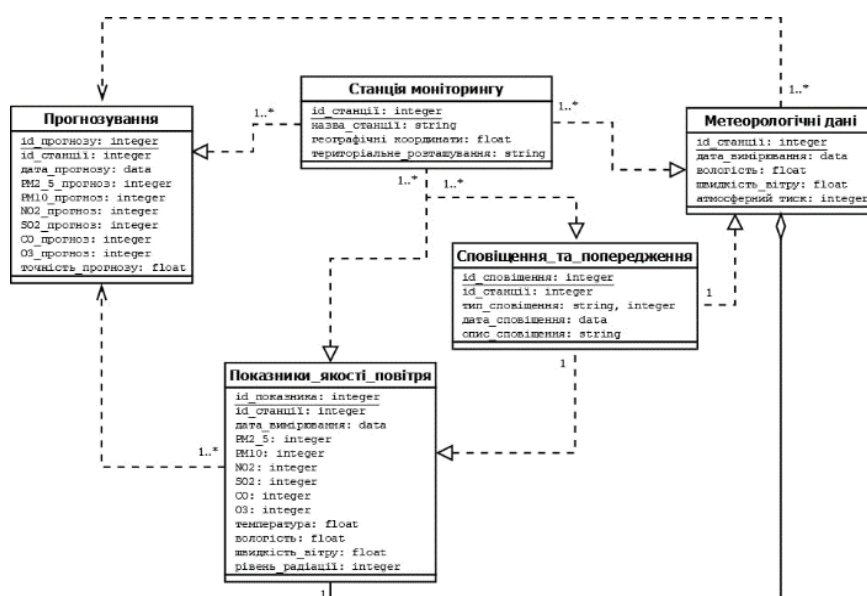 Станція моніторингу
id_станції: integer
назва_станції: string
географічні координати: float
територіальне_розташування: string
1..*
1..*
1..*
1..*
1..*
Прогнозування
id_прогнозу: integer
id_станції: integer
дата_прогнозу: data
PM2_5_прогноз: integer
PM10_прогноз: integer
NO2_прогноз: integer
SO2_прогноз: integer
CO_прогноз: integer
O3_прогноз: integer
точність_прогнозу: float
Метеорологічні дані
id_станції: integer
дата_вимірювання: data
вологість: float
швидкість_вітру: float
атмосферний тиск: integer
Сповіщення_та_попередження
id_сповіщення: integer
id_станції: integer
тип_сповіщення: string, integer
дата_сповіщення: data
опис_сповіщення: string
1
1
Показники_якості_повітря
id_показника: integer
id_станції: integer
дата_вимірювання: data
PM2_5: integer
PM10: integer
NO2: integer
SO2: integer
CO: integer
O3: integer
температура: float
вологість: float
швидкість_вітру: float
рівень_радіації: integer
1..*
1